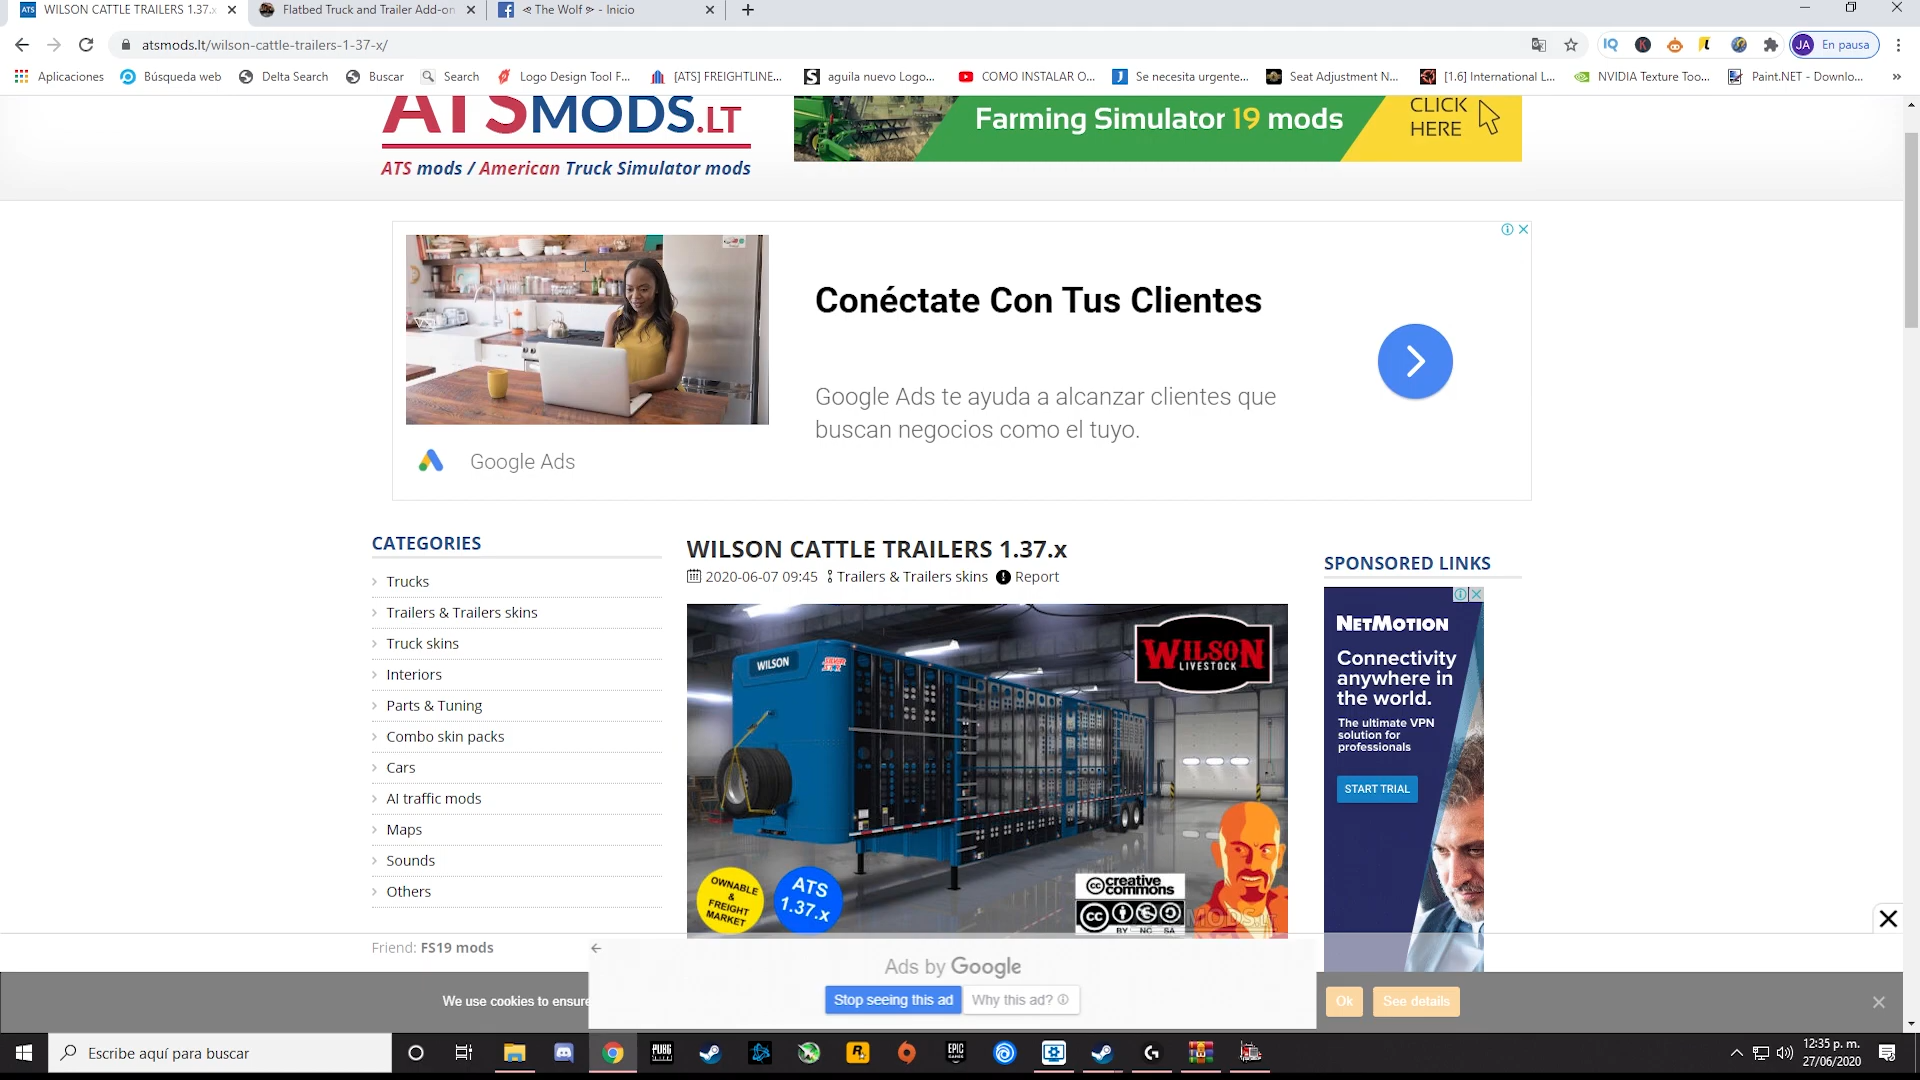 WILSON CATTLE TRAILERS 1.37.x
Flatbed Truck and Trailer Add-on
⋖ The Wolf ⋗ - Inicio
atsmods.lt/wilson-cattle-trailers-1-37-x/
JA En pausa
Aplicaciones
Búsqueda web
Delta Search
Buscar
Search
Logo Design Tool F...
[ATS] FREIGHTLINE...
aguila nuevo Logo...
COMO INSTALAR O...
Se necesita urgente...
Seat Adjustment N...
[1.6] International L...
NVIDIA Texture Too...
Paint.NET - Downlo...
»
ATSMODS.LT
ATS mods / American Truck Simulator mods
Farming Simulator 19 mods
CLICK
HERE
Conéctate Con Tus Clientes
Google Ads te ayuda a alcanzar clientes que
buscan negocios como el tuyo.
Google Ads
CATEGORIES
Trucks
Trailers & Trailers skins
Truck skins
Interiors
Parts & Tuning
Combo skin packs
Cars
AI traffic mods
Maps
Sounds
Others
Friend: FS19 mods
WILSON CATTLE TRAILERS 1.37.x
2020-06-07 09:45 Trailers & Trailers skins Report
WILSON
WILSON
LIVESTOCK
OWNABLE
&
FREIGHT
MARKET
ATS
1.37.x
creative
commons
BY NC SA
MODS.LT
SPONSORED LINKS
NETMOTION
Connectivity
anywhere in
the world.
The ultimate VPN
solution for
professionals
START TRIAL
Ads by Google
Stop seeing this ad
Why this ad?
We use cookies to ensure
Ok
See details
Escribe aquí para buscar
PUBG
EPIC
GAMES
12:35 p. m.
27/06/2020